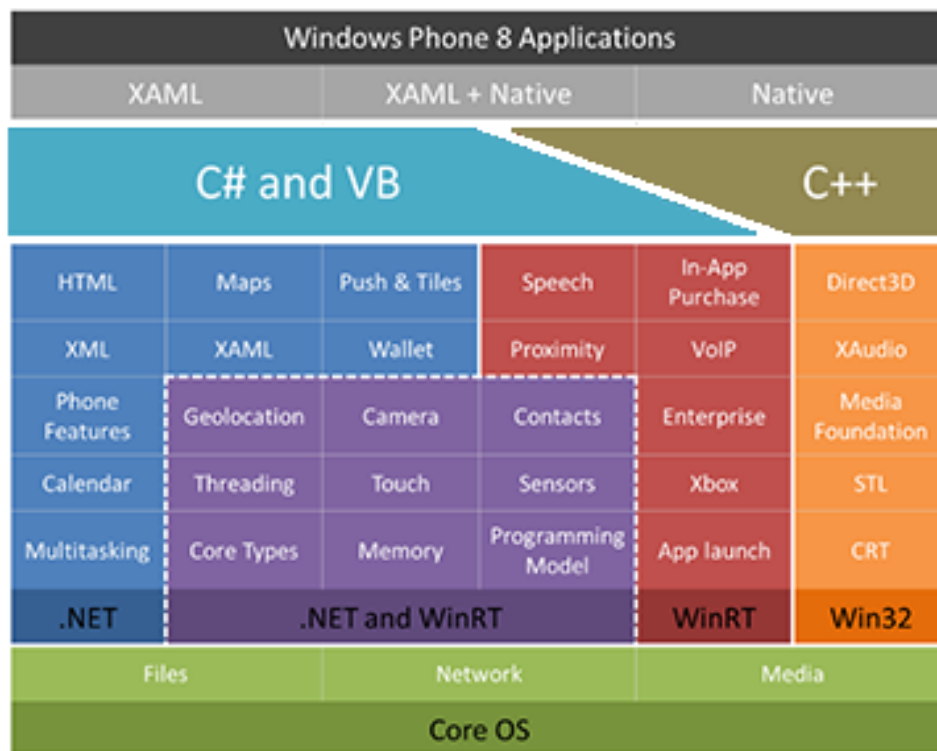 Windows Phone 8 Applications
XAML
XAML + Native
Native
C# and VB
C++
HTML
Maps
Push & Tiles
Speech
In-App
Purchase
Direct3D
XML
XAML
Wallet
Proximity
VoIP
XAudio
Phone
Features
Geolocation
Camera
Contacts
Enterprise
Media
Foundation
Calendar
Threading
Touch
Sensors
Xbox
STL
Multitasking
Core Types
Memory
Programming
Model
App launch
CRT
.NET
.NET and WinRT
WinRT
Win32
Files
Network
Media
Core OS